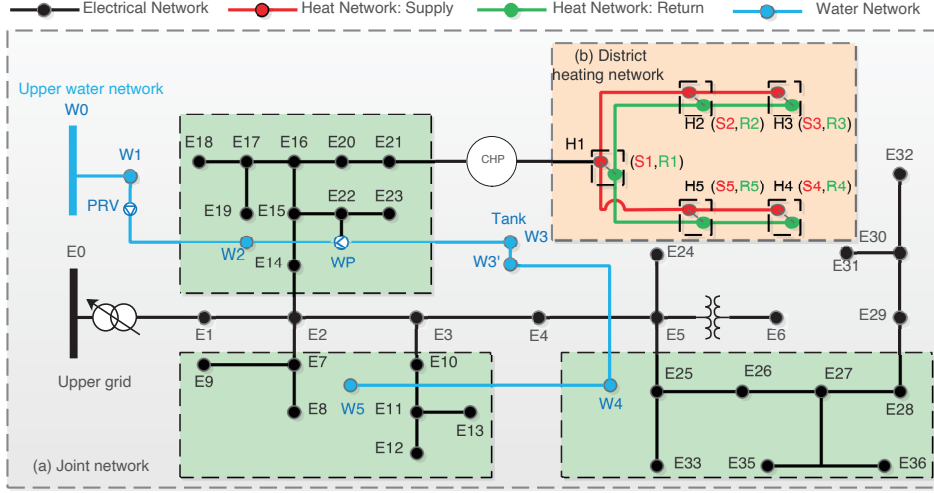 Electrical Network
Heat Network: Supply
Heat Network: Return
Water Network
Upper water network
W0
W1
PRV
E0
Upper grid
(a) Joint network
E18
E17
E16
E20
E21
E19
E15
E22
E23
W2
E14
WP
CHP
Tank
W3
W3'
(b) District
heating network
H1
(S1,R1)
H2 (S2,R2)
H3 (S3,R3)
H5 (S5,R5)
H4 (S4,R4)
E32
E30
E31
E24
E29
E1
E2
E3
E4
E5
E6
E7
E9
E8
E10
W5
E11
E13
E12
W4
E25
E26
E27
E28
E33
E35
E36